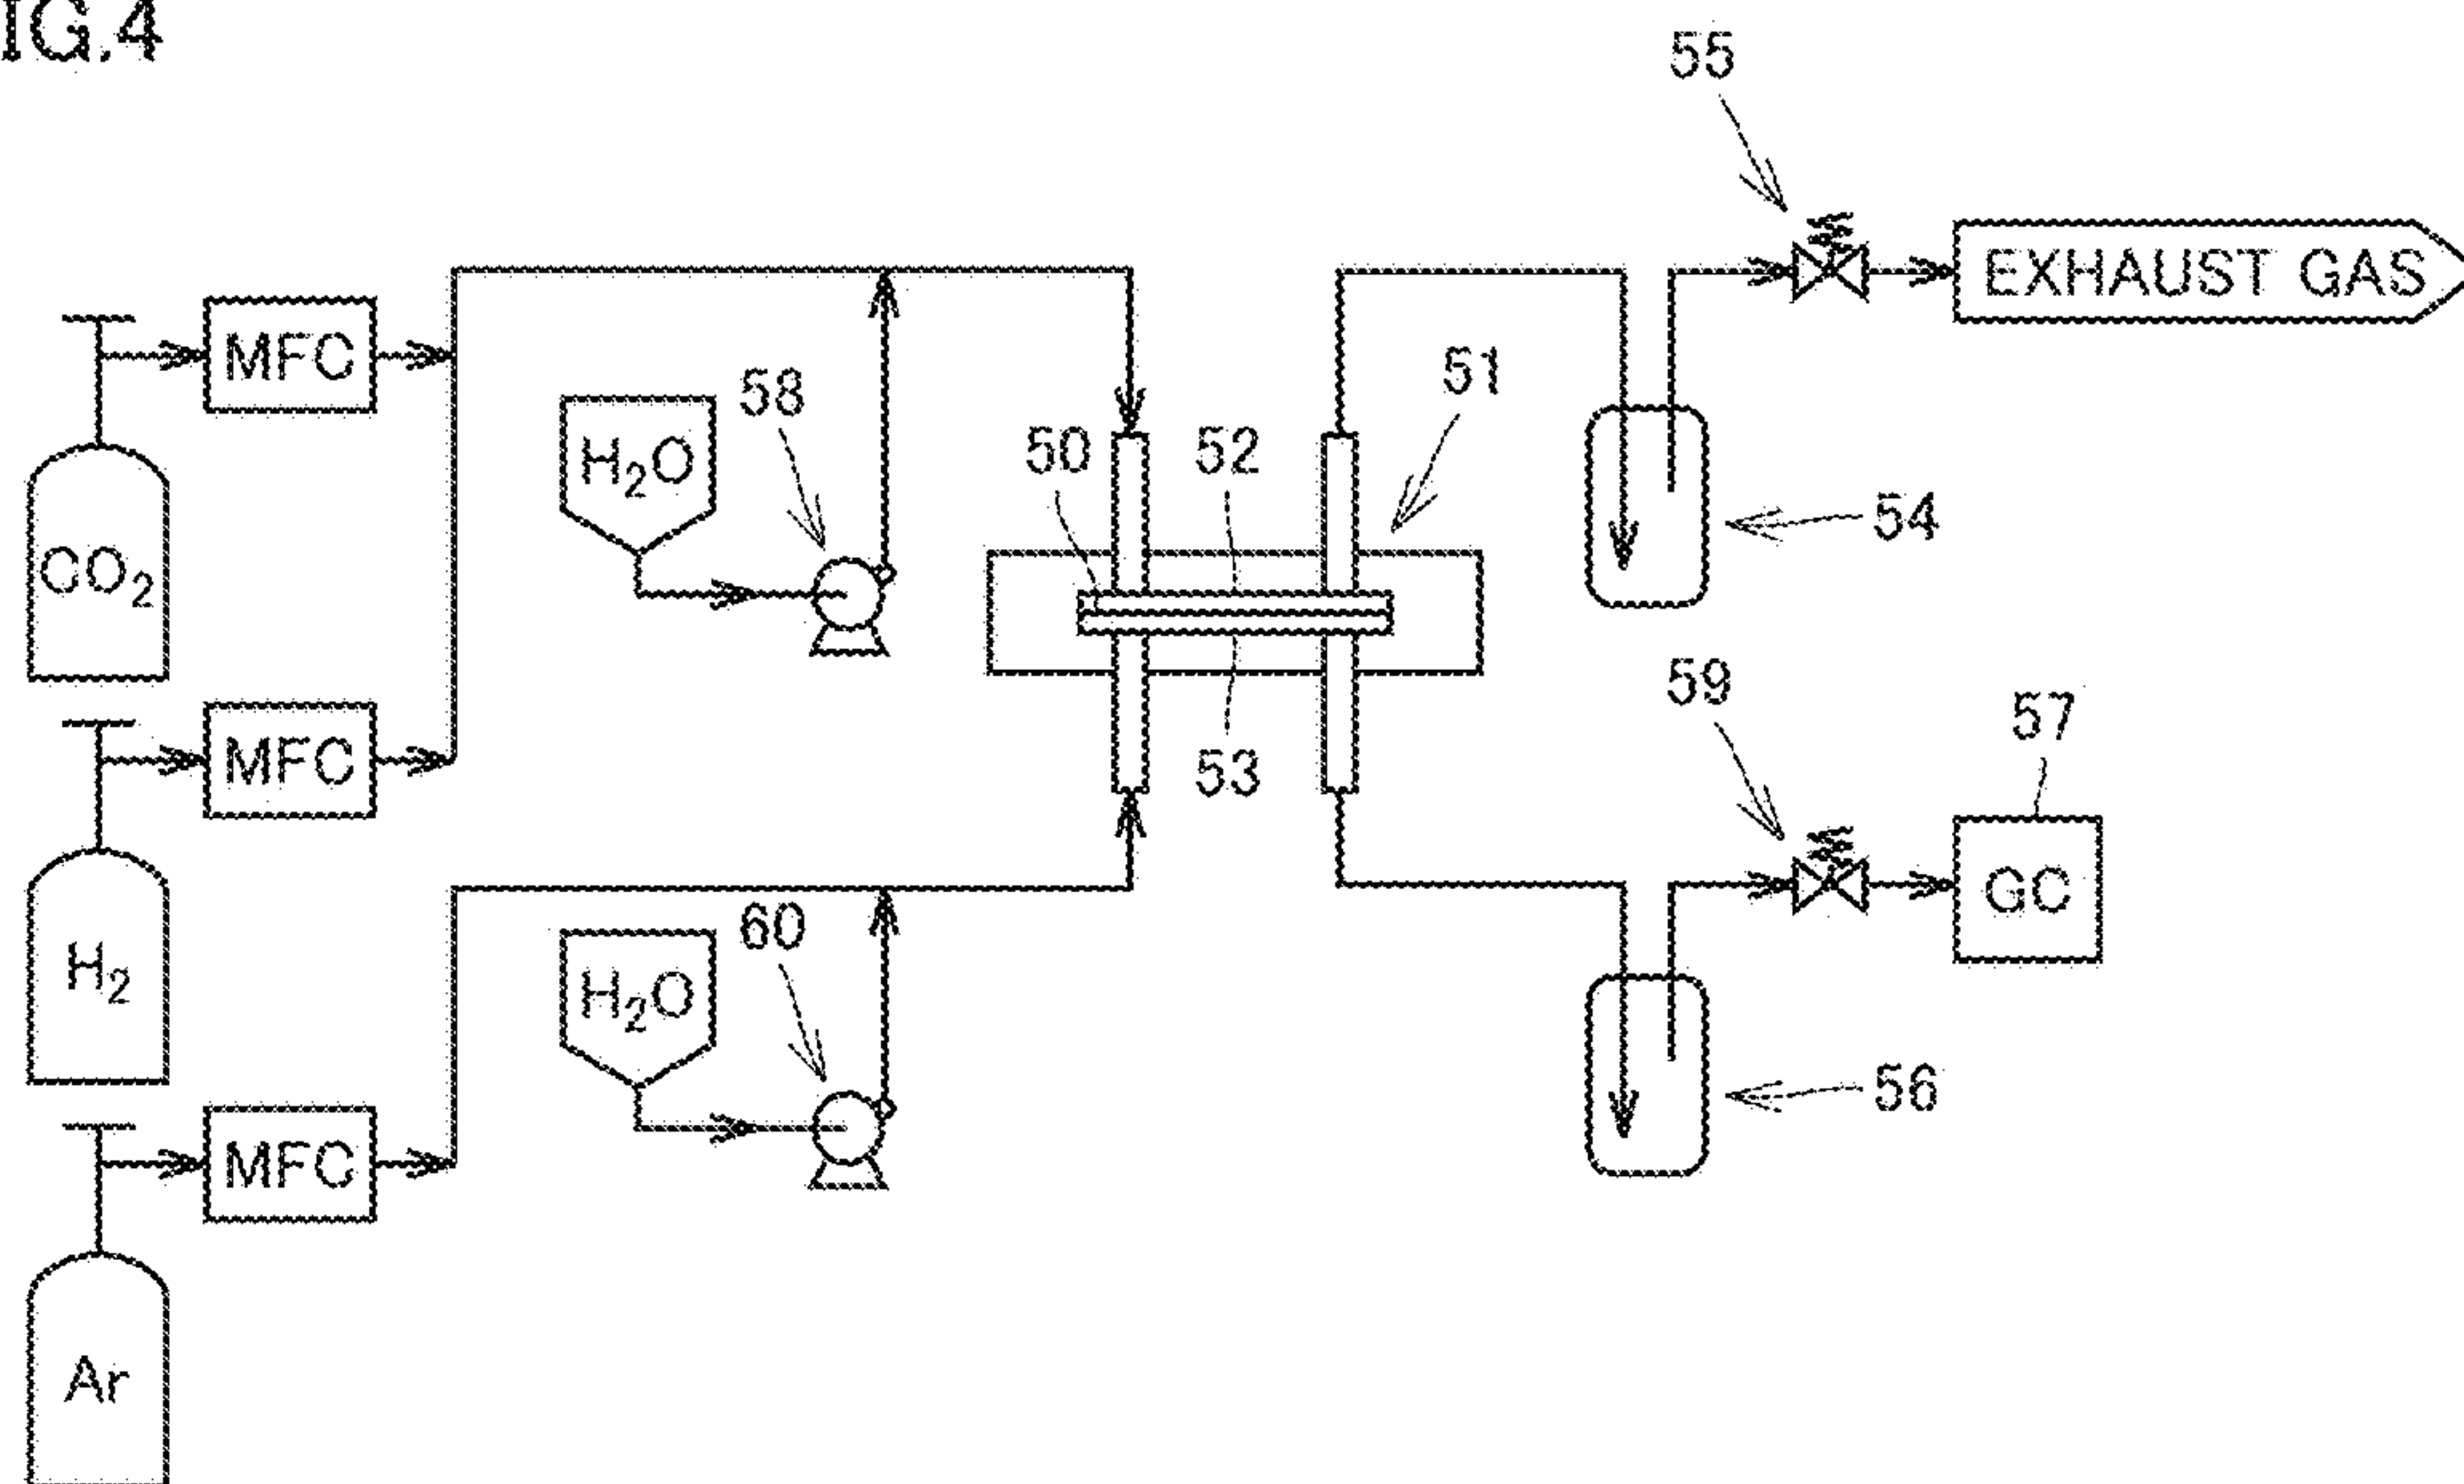 IG.4
55
EXHAUST GAS
MFC
58
51
H₂O
50
52
54
CO₂
59
57
MFC
53
GC
60
H₂
H₂O
56
MFC
Ar